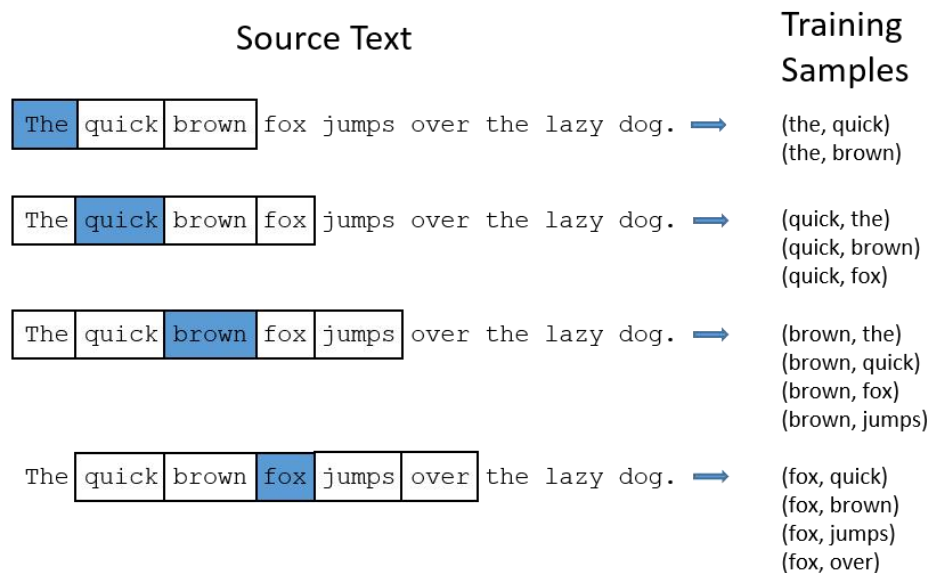 Source Text
Training
Samples
The quick brown fox jumps over the lazy dog.
(the, quick)
(the, brown)
The quick brown fox jumps over the lazy dog.
(quick, the)
(quick, brown)
(quick, fox)
The quick brown fox jumps over the lazy dog.
(brown, the)
(brown, quick)
(brown, fox)
(brown, jumps)
The quick brown fox jumps over the lazy dog.
(fox, quick)
(fox, brown)
(fox, jumps)
(fox, over)